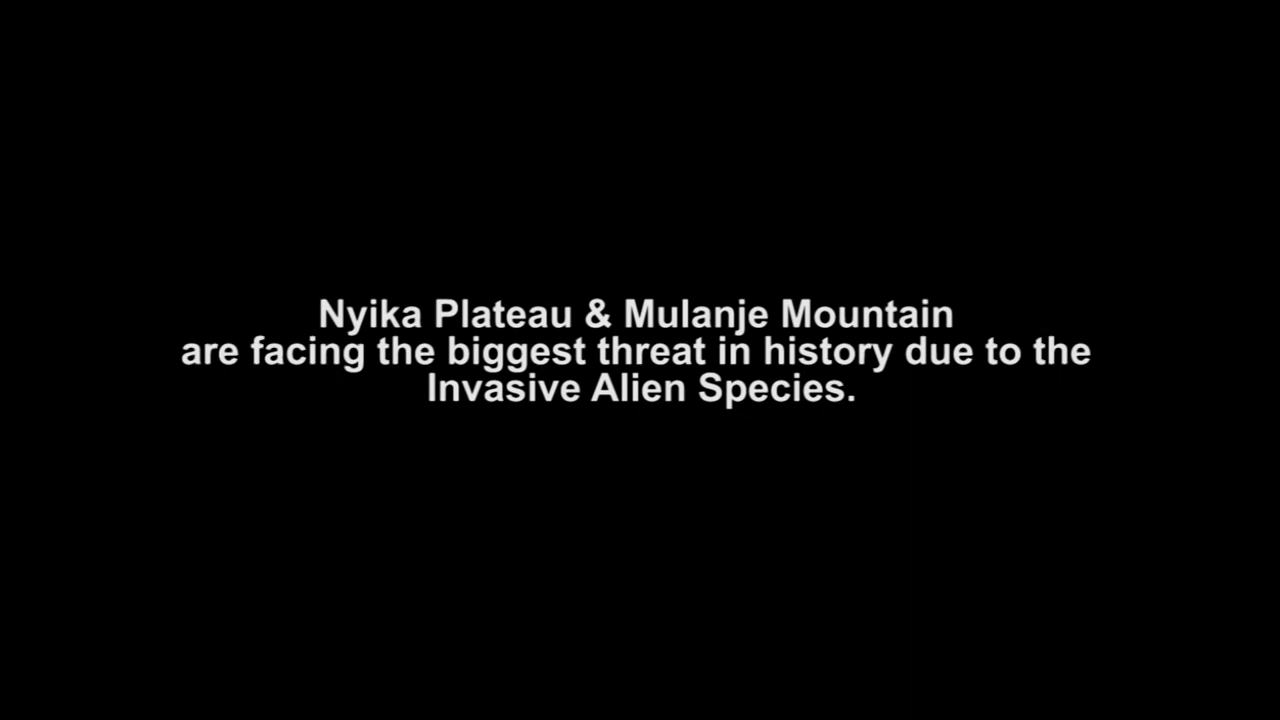 Nyika Plateau & Mulanje Mountain
are facing the biggest threat in history due to the
Invasive Alien Species.